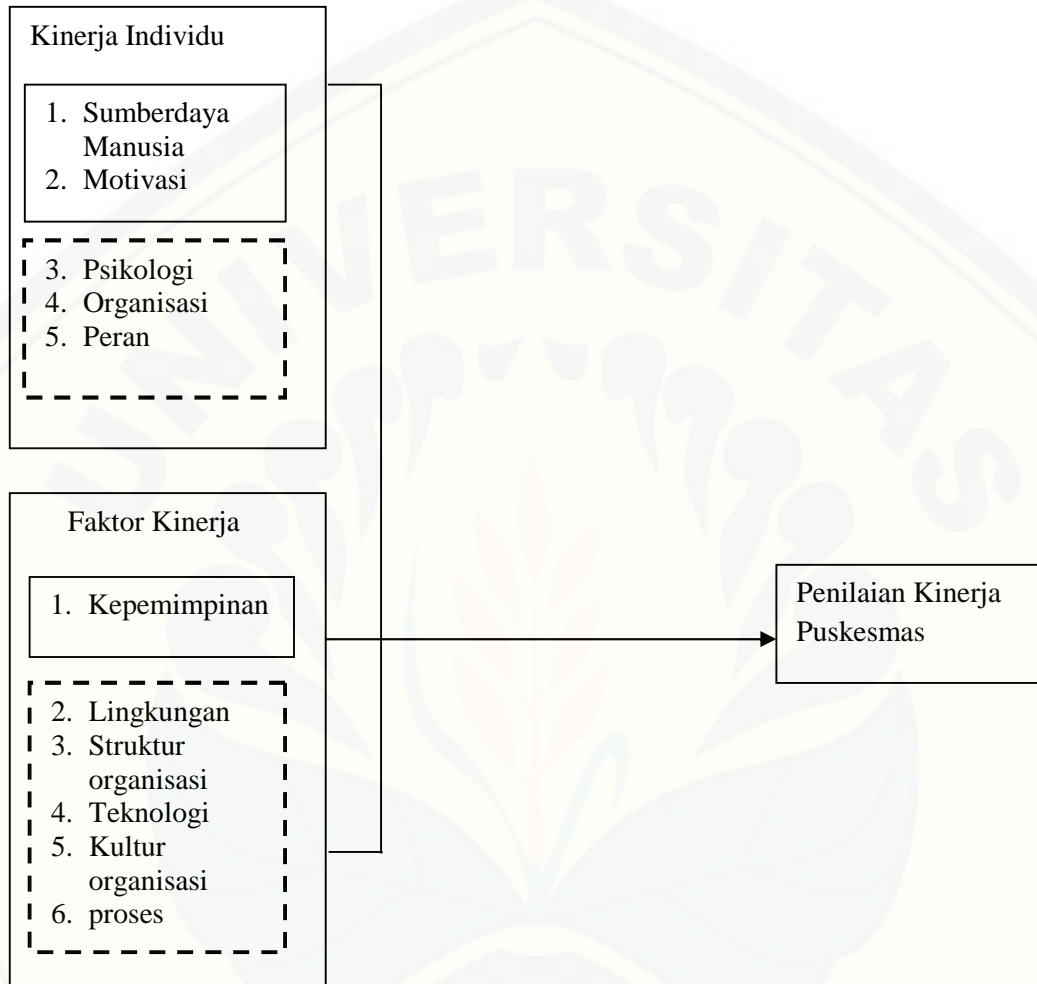 Kinerja Individu
1. Sumberdaya
Manusia
2. Motivasi
3. Psikologi
4. Organisasi
5. Peran
Faktor Kinerja
1. Kepemimpinan
2. Lingkungan
3. Struktur
organisasi
4. Teknologi
5. Kultur
organisasi
6. proses
Penilaian Kinerja
Puskesmas
UNIVERSITAS